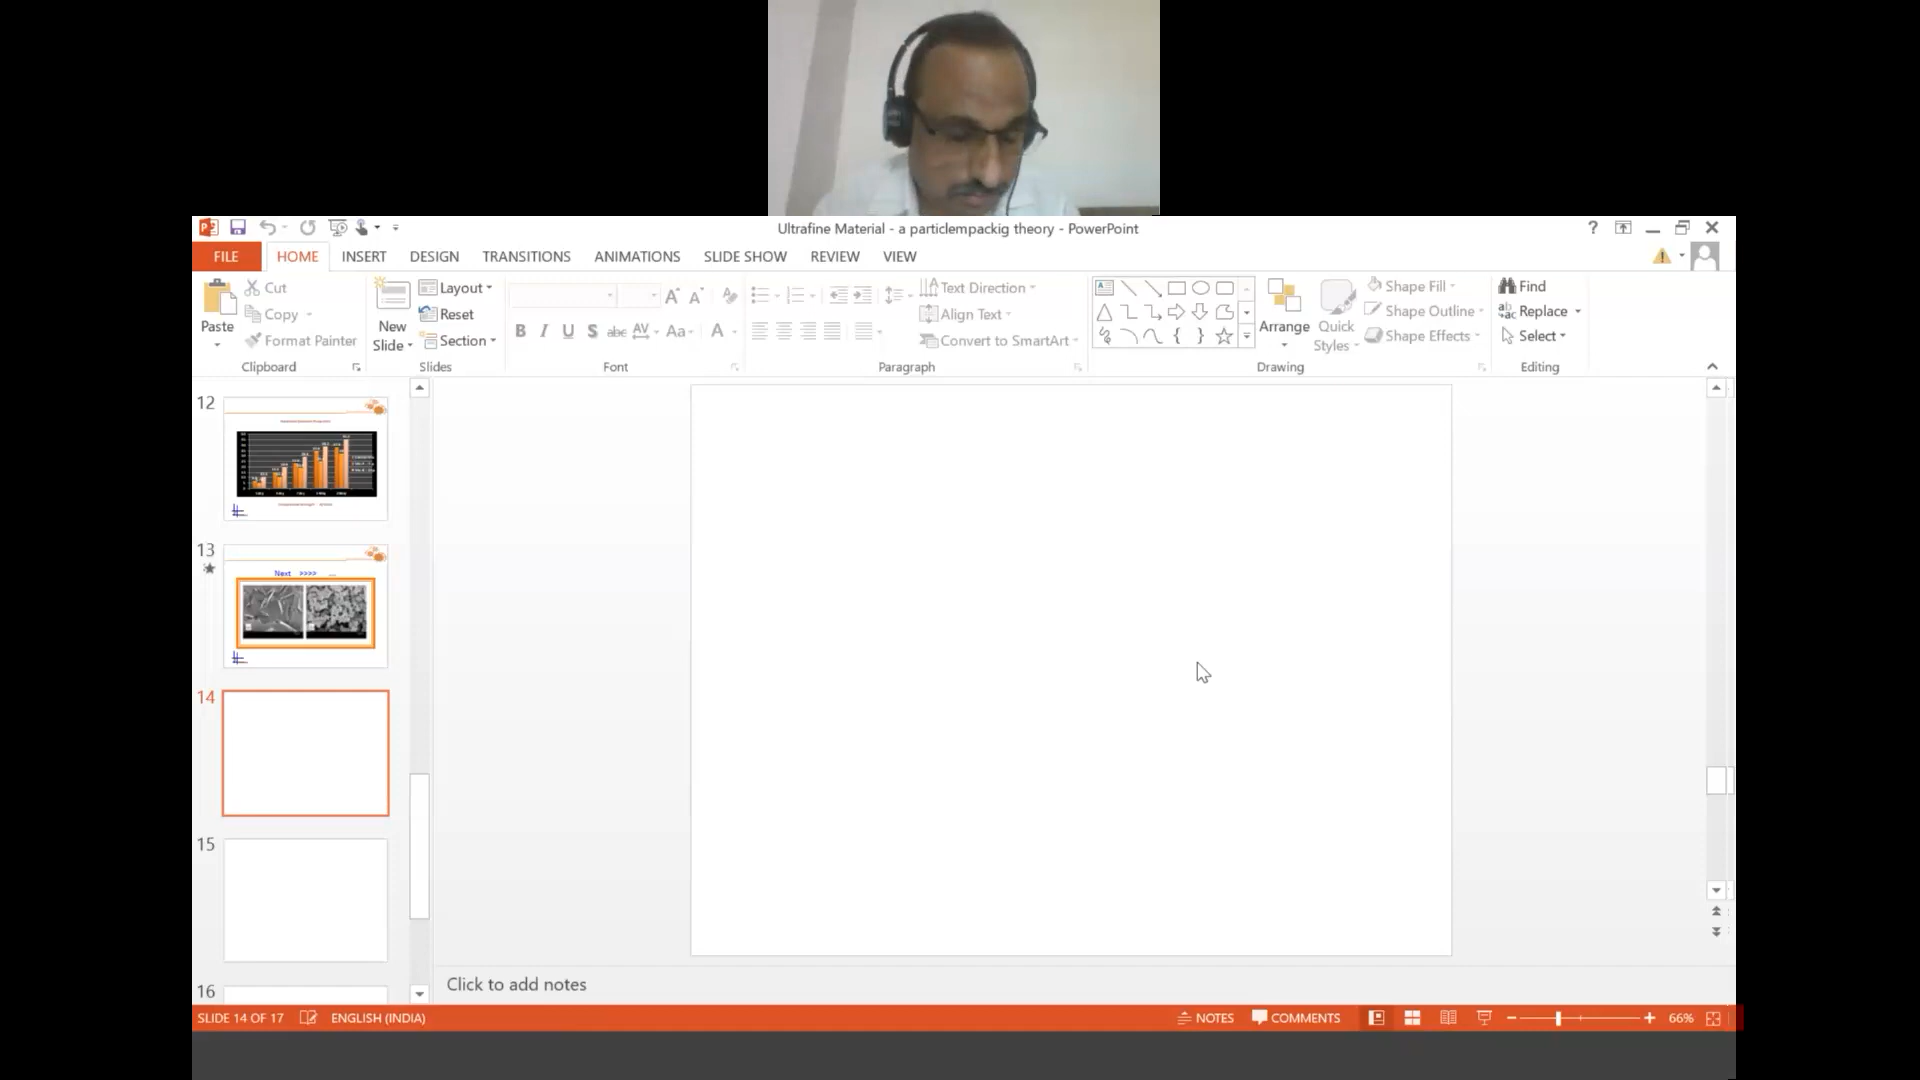 Ultrafine Material - a particlempackig theory - PowerPoint
FILE HOME INSERT DESIGN TRANSITIONS ANIMATIONS SLIDE SHOW REVIEW VIEW
Paste
Cut
Copy
Format Painter
Clipboard
New
Slide
Layout
Reset
Section
Slides
Font
Text Direction
Align Text
Convert to SmartArt
Paragraph
Arrange
Quick
Styles
Shape Fill
Shape Outline
Shape Effects
Drawing
Find
Replace
Select
Editing
12
13
Next >>>>
14
15
16
Click to add notes
SLIDE 14 OF 17 ENGLISH (INDIA) NOTES COMMENTS 66%